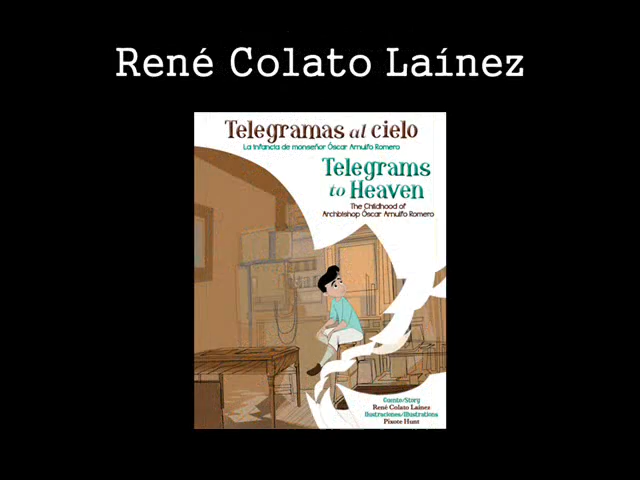 René Colato Laínez
Telegramas al cielo
La infancia de monseñor Óscar Arnulfo Romero
Telegrams
to Heaven
The Childhood of
Archbishop Óscar Arnulfo Romero
Cuento/Story
René Colato Laínez
Ilustraciones/Illustrations
Pixote Hunt